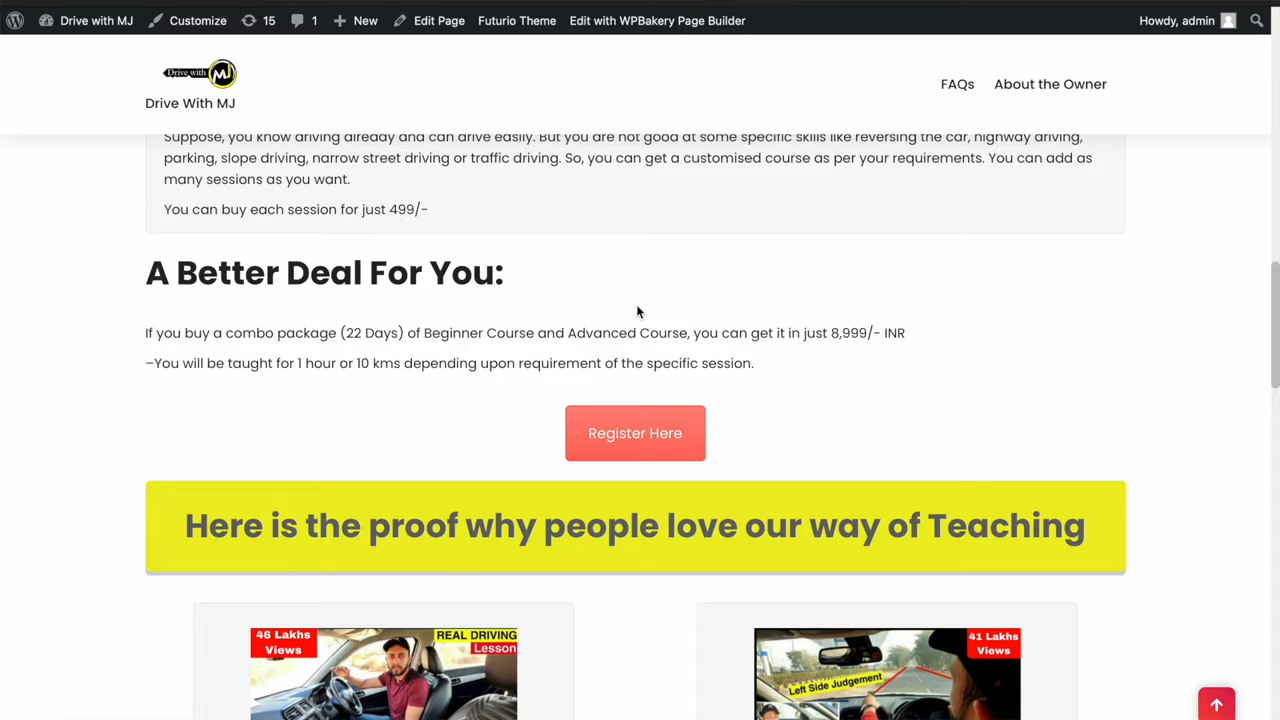 Drive with MJ Customize 15 1 New Edit Page Futurio Theme Edit with WPBakery Page Builder Howdy, admin
Drive with MJ
Drive With MJ
FAQs About the Owner
Suppose, you know driving already and can drive easily. But you are not good at some specific skills like reversing the car, highway driving,
parking, slope driving, narrow street driving or traffic driving. So, you can get a customised course as per your requirements. You can add as
many sessions as you want.
You can buy each session for just 499/-
A Better Deal For You:
If you buy a combo package (22 Days) of Beginner Course and Advanced Course, you can get it in just 8,999/- INR
–You will be taught for 1 hour or 10 kms depending upon requirement of the specific session.
Register Here
Here is the proof why people love our way of Teaching
46 Lakhs
Views
REAL DRIVING
Lesson
41 Lakhs
Views
Left Side Judgement